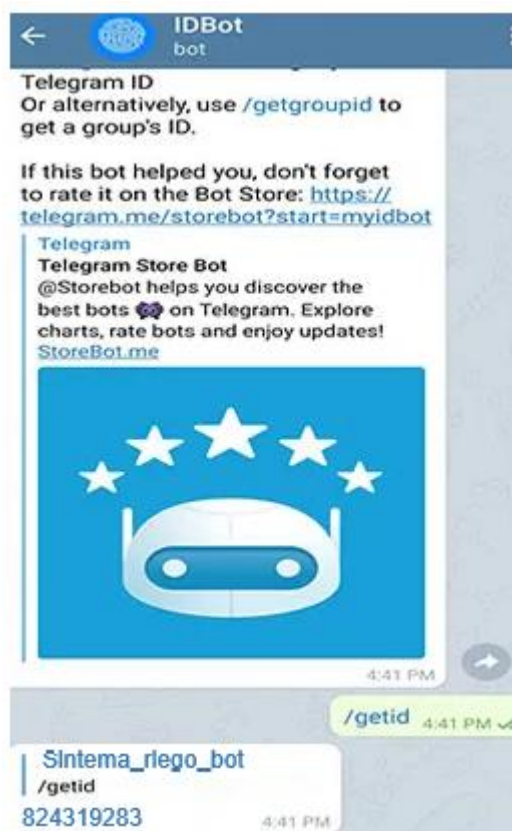 IDBot
bot
Telegram ID
Or alternatively, use /getgroupid to
get a group's ID.
If this bot helped you, don't forget
to rate it on the Bot Store: https://
telegram.me/storebot?start=myidbot
Telegram
Telegram Store Bot
@Storebot helps you discover the
best bots 👾 on Telegram. Explore
charts, rate bots and enjoy updates!
StoreBot.me
4:41 PM
/getid 4:41 PM
Sintema_riego_bot
/getid
824319283 4:41 PM